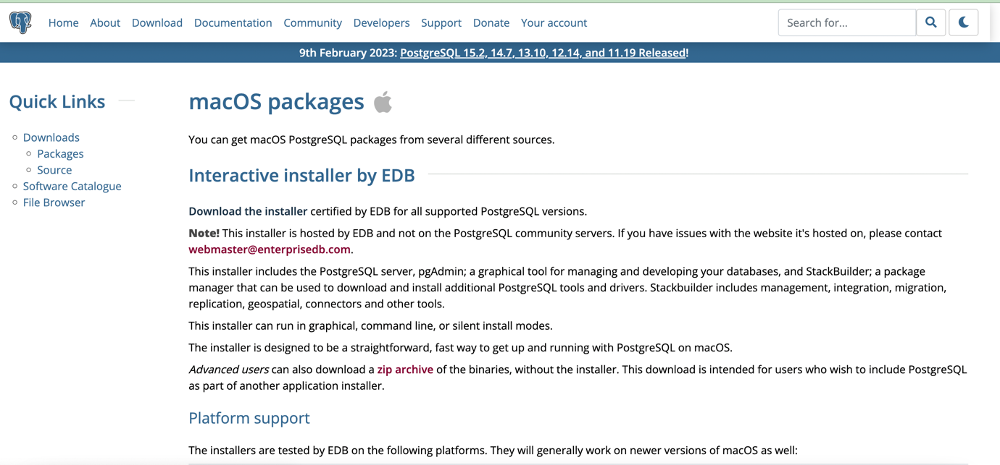 Home About Download Documentation Community Developers Support Donate Your account Search for...
9th February 2023: PostgreSQL 15.2, 14.7, 13.10, 12.14, and 11.19 Released!
Quick Links
Downloads
Packages
Source
Software Catalogue
File Browser
macOS packages
You can get macOS PostgreSQL packages from several different sources.
Interactive installer by EDB
Download the installer certified by EDB for all supported PostgreSQL versions.
Note! This installer is hosted by EDB and not on the PostgreSQL community servers. If you have issues with the website it's hosted on, please contact
webmaster@enterprisedb.com.
This installer includes the PostgreSQL server, pgAdmin; a graphical tool for managing and developing your databases, and StackBuilder; a package
manager that can be used to download and install additional PostgreSQL tools and drivers. Stackbuilder includes management, integration, migration,
replication, geospatial, connectors and other tools.
This installer can run in graphical, command line, or silent install modes.
The installer is designed to be a straightforward, fast way to get up and running with PostgreSQL on macOS.
Advanced users can also download a zip archive of the binaries, without the installer. This download is intended for users who wish to include PostgreSQL
as part of another application installer.
Platform support
The installers are tested by EDB on the following platforms. They will generally work on newer versions of macOS as well: